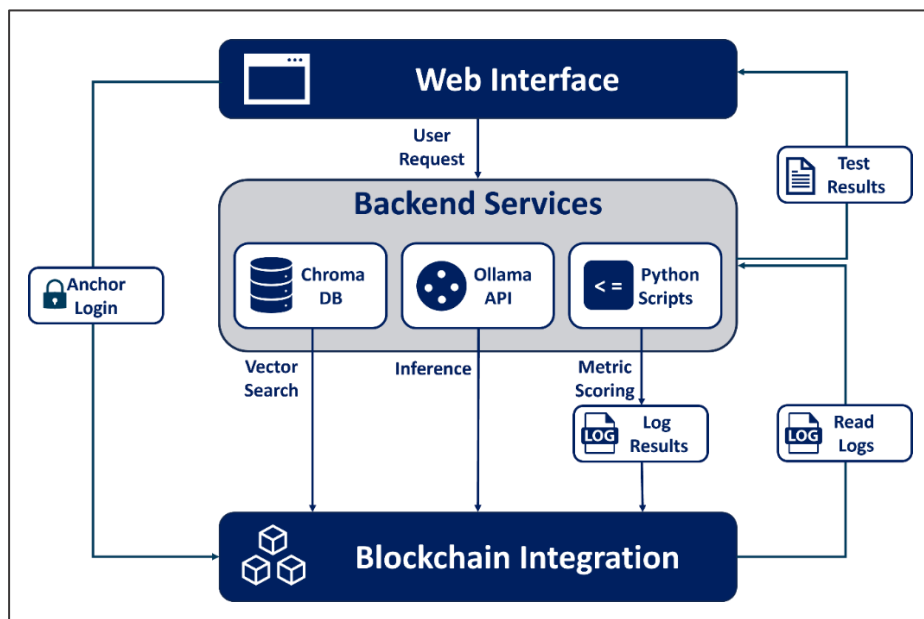 Web Interface
User
Request
Test
Results
Backend Services
Chroma
DB
Ollama
API
< =
Python
Scripts
Anchor
Login
Vector
Search
Inference
Metric
Scoring
LOG
Log
Results
LOG
Read
Logs
Blockchain Integration